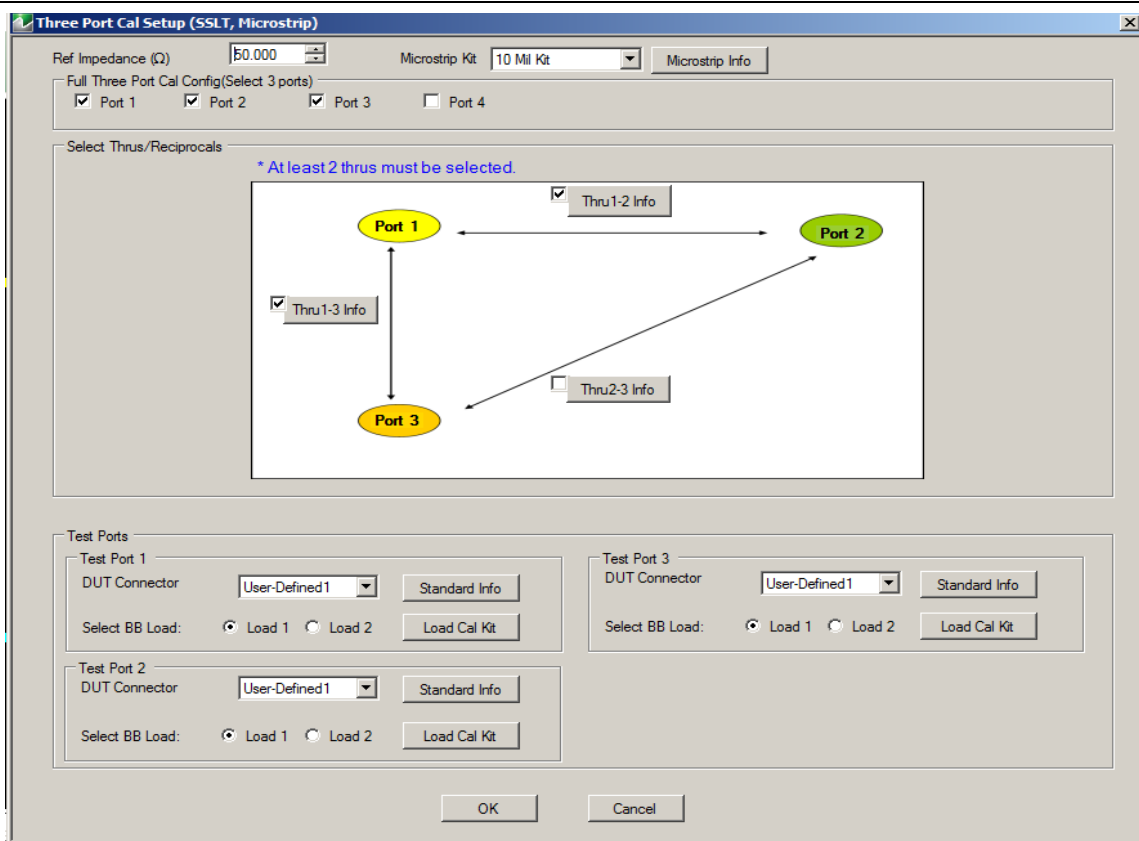 Three Port Cal Setup (SSLT, Microstrip)
Ref Impedance (Ω) 50.000 Microstrip Kit 10 Mil Kit Microstrip Info
Full Three Port Cal Config(Select 3 ports)
Port 1 Port 2 Port 3 Port 4
Select Thrus/Reciprocals
* At least 2 thrus must be selected.
Thru1-2 Info
Port 1
Port 2
Thru1-3 Info
Thru2-3 Info
Port 3
Test Ports
Test Port 1
DUT Connector User-Defined1 Standard Info
Select BB Load: Load 1 Load 2 Load Cal Kit
Test Port 3
DUT Connector User-Defined1 Standard Info
Select BB Load: Load 1 Load 2 Load Cal Kit
Test Port 2
DUT Connector User-Defined1 Standard Info
Select BB Load: Load 1 Load 2 Load Cal Kit
OK Cancel